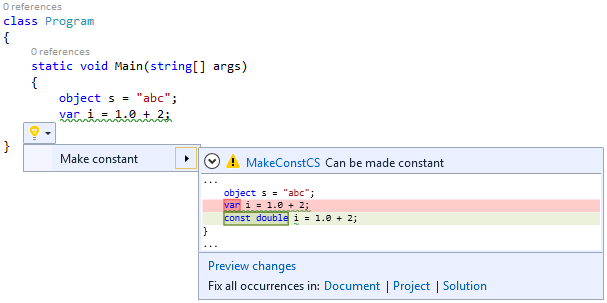 0 references
class Program
{
0 references
static void Main(string[] args)
{
object s = "abc";
var i = 1.0 + 2;
}
Make constant
MakeConstCS Can be made constant
...
object s = "abc";
var i = 1.0 + 2;
const double i = 1.0 + 2;
}
...
Preview changes
Fix all occurrences in: Document | Project | Solution